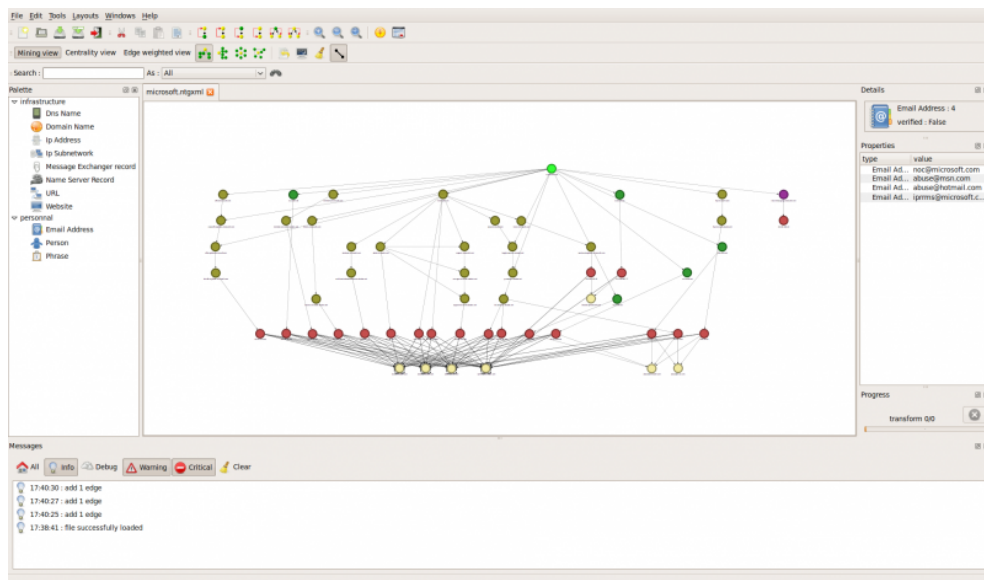 File Edit Tools Layouts Windows Help
Mining view Centrality view Edge weighted view
Search : As : All
Palette
infrastructure
Dns Name
Domain Name
Ip Address
Ip Subnetwork
Message Exchanger record
Name Server Record
URL
Website
personnal
Email Address
Person
Phrase
microsoft.ntgxml
Details
Email Address : 4
verified : False
Properties
type value
Email Ad... noc@microsoft.com
Email Ad... abuse@msn.com
Email Ad... abuse@hotmail.com
Email Ad... iprrms@microsoft.c...
Progress
transform 0/0
Messages
All Info Debug Warning Critical Clear
17:40:30 : add 1 edge
17:40:27 : add 1 edge
17:40:25 : add 1 edge
17:38:41 : file successfully loaded